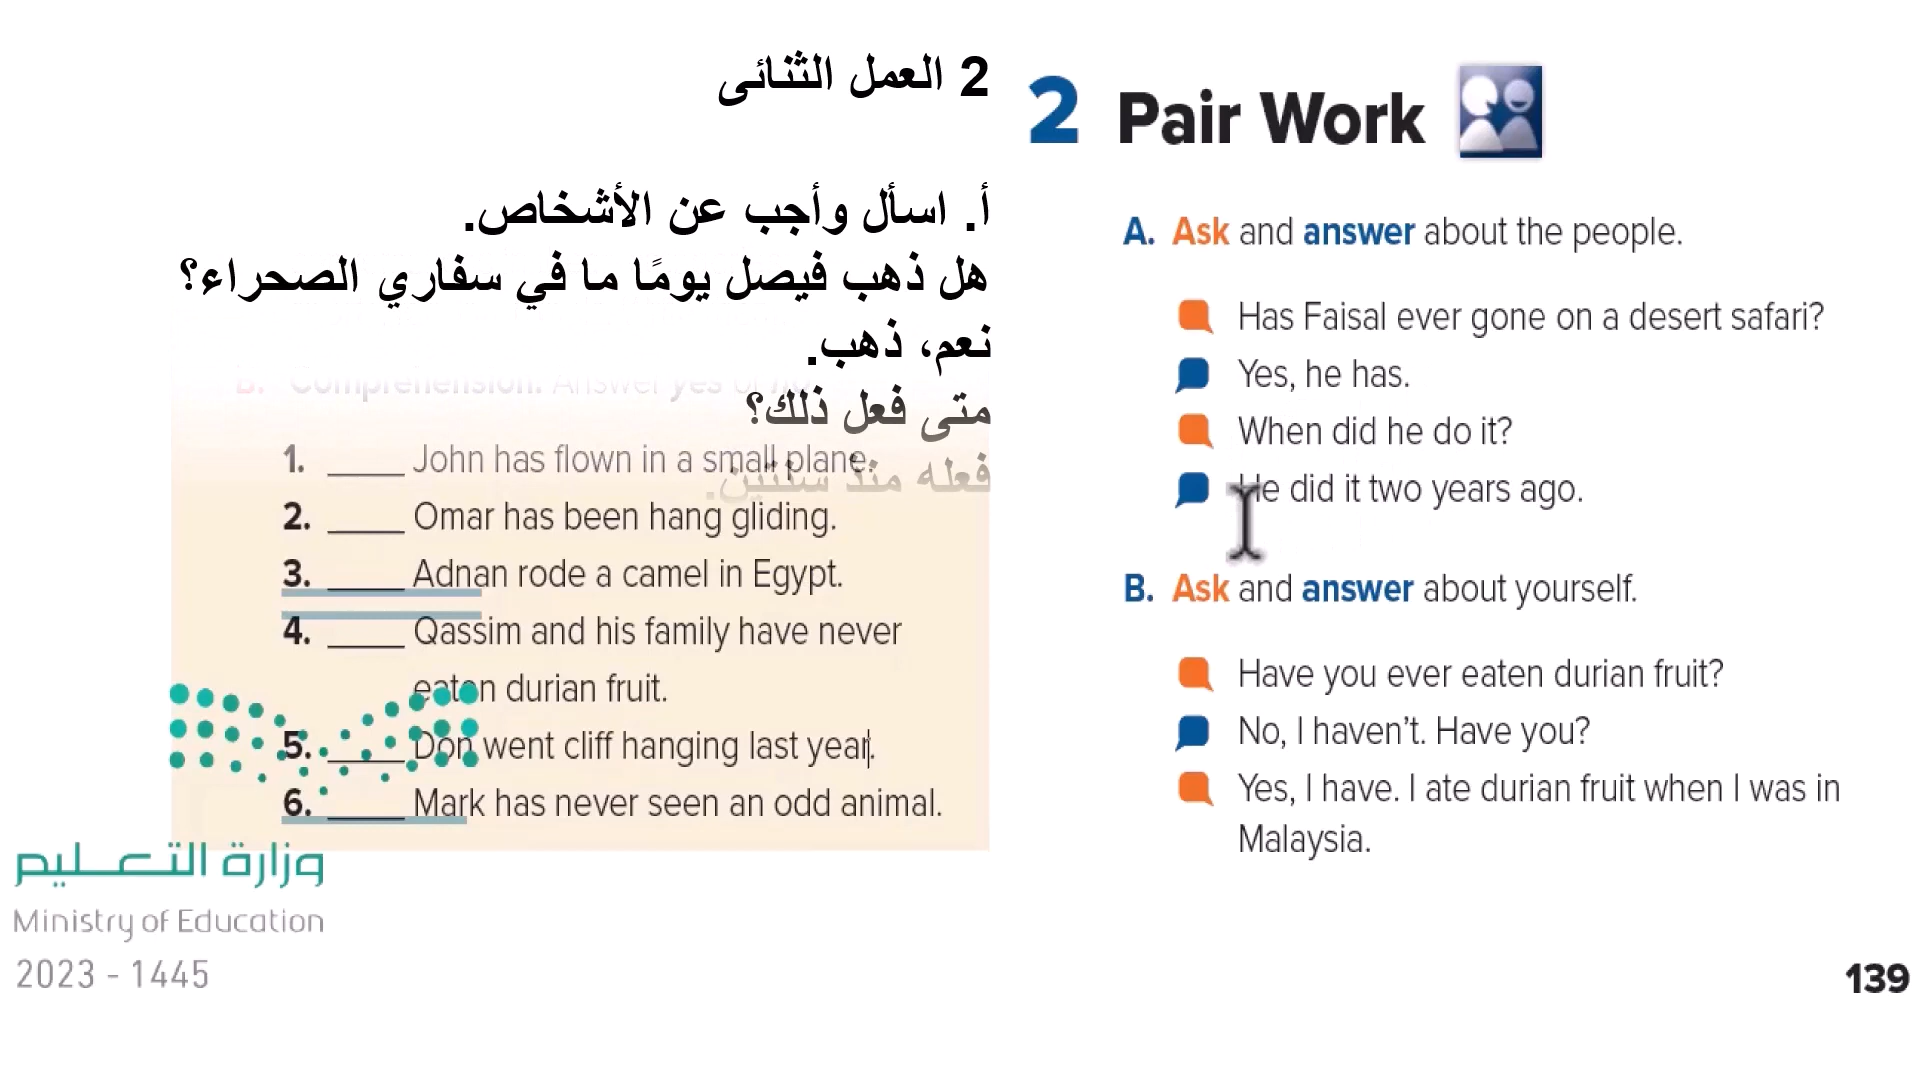 2 العمل الثنائى
أ. اسأل وأجب عن الأشخاص.
هل ذهب فيصل يومًا ما في سفاري الصحراء؟
نعم، ذهب.
متى فعل ذلك؟
فعله منذ سنتين.
B. Comprehension. Answer yes or no.
1. _____ John has flown in a small plane.
2. _____ Omar has been hang gliding.
3. _____ Adnan rode a camel in Egypt.
4. _____ Qassim and his family have never
eaten durian fruit.
5. _____ Don went cliff hanging last year.
6. _____ Mark has never seen an odd animal.
وزارة التعليم
Ministry of Education
2023 - 1445
2 Pair Work
A. Ask and answer about the people.
Has Faisal ever gone on a desert safari?
Yes, he has.
When did he do it?
He did it two years ago.
B. Ask and answer about yourself.
Have you ever eaten durian fruit?
No, I haven't. Have you?
Yes, I have. I ate durian fruit when I was in
Malaysia.
139